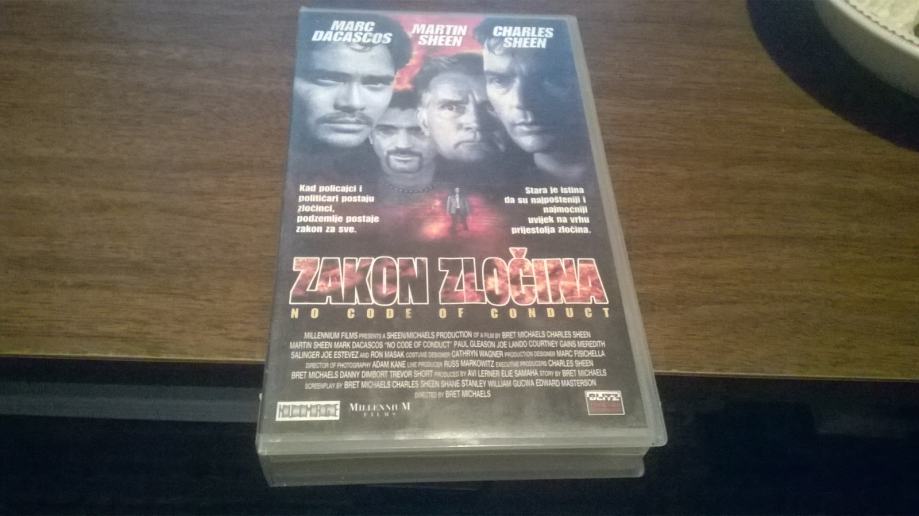 MARC
DACASCOS
MARTIN
SHEEN
CHARLES
SHEEN
Kad policajci i
političari postaju
zločinci,
podzemlje postaje
zakon za sve.
Stara je istina
da su najpošteniji i
najmoćniji
uvijek na vrhu
prijestolja zločina.
ZAKON ZLOČINA
NO CODE OF CONDUCT
MILLENNIUM FILMS PRESENTS A SHEEN/MICHAELS PRODUCTION OF A FILM BY BRET MICHAELS CHARLES SHEEN
MARTIN SHEEN MARK DACASCOS "NO CODE OF CONDUCT" PAUL GLEASON JOE LANDO COURTNEY GAINS MEREDITH
SALINGER JOE ESTEVEZ AND RON MASAK COSTUME DESIGNER CATHRYN WAGNER PRODUCTION DESIGNER MARC FISICHELLA
DIRECTOR OF PHOTOGRAPHY ADAM KANE LINE PRODUCER RUSS MARKOWITZ EXECUTIVE PRODUCERS CHARLES SHEEN
BRET MICHAELS DANNY DIMBORT TREVOR SHORT PRODUCED BY AVI LERNER ELIE SAMAHA STORY BY BRET MICHAELS
SCREENPLAY BY BRET MICHAELS CHARLES SHEEN SHANE STANLEY WILLIAM GUCWA EDWARD MASTERSON
DIRECTED BY BRET MICHAELS
MILLENNIUM
FILMS
BLITZ